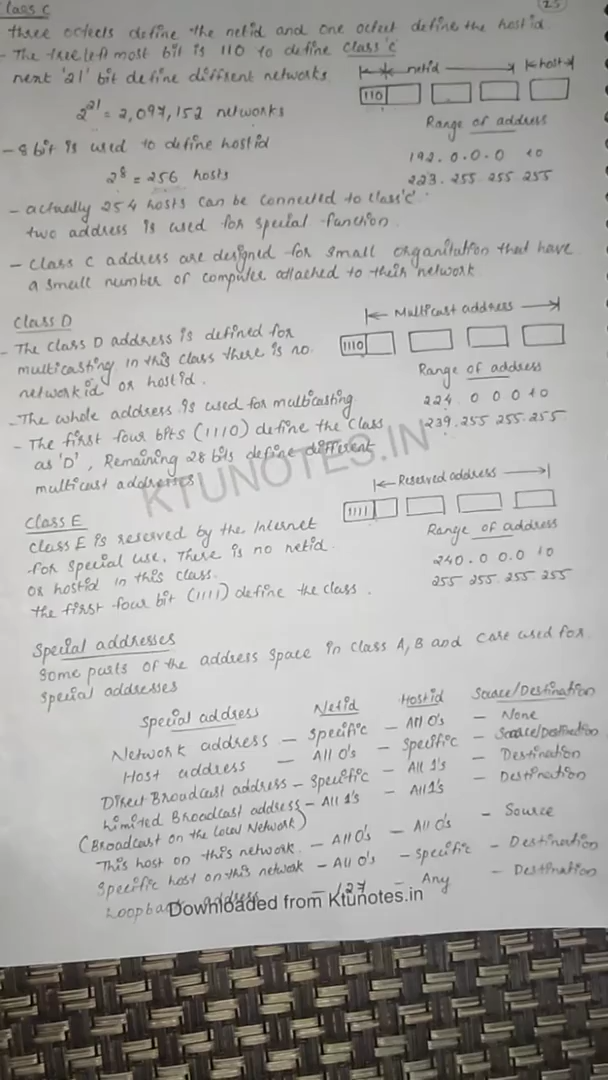 Class C
25
three octets define the netid and one octect define the hostid
- The three left most bit is 110 to define class 'c'
next '21' bit define diffrent networks
netid
host
110
2^21 = 2,097,152 networks
Range of address
- 8 bit is used to define hostid
192.0.0.0 to
2^8 = 256 hosts
223.255.255 255
- actually 254 hosts can be connected to class'c'
two address is used for special function.
- class C address are designed for small organitation that have
a small number of computer attached to their network
Class D
Multicast address
- The class D address is defined for
1110
multicasting in this class there is no.
network id or hostid.
Range of address
224 0 0 0 to
- The whole address is used for multicasting
239.255 255.255
- The first four bits (1110) define the class
as 'D', Remaining 28 bits define different
multicast addresses
KTUNOTES.IN
Reserved address
Class E
1111
class E is reserved by the Internet
Range of address
for special use. There is no netid
240.0 0.0 to
or hostid in this class.
255 255.255 255
the first four bit (1111) define the class.
Special addresses
some parts of the address space in class A, B and C are used for
special addresses
Special address Netid Hostid Source/Destination
Network address - Specific - All 0's - None
Host address - All 0's - Specific - Source/Destination
Direct Broadcast address - Specific - All 1's - Destination
Limited Broadcast address - All 1's - All 1's - Destination
(Broadcast on the Local Network)
This host on this network - All 0's - All 0's - Source
Specific host on this network - All 0's - Specific - Destination
Loopback address - 127 - Any - Destination
Downloaded from Ktunotes.in